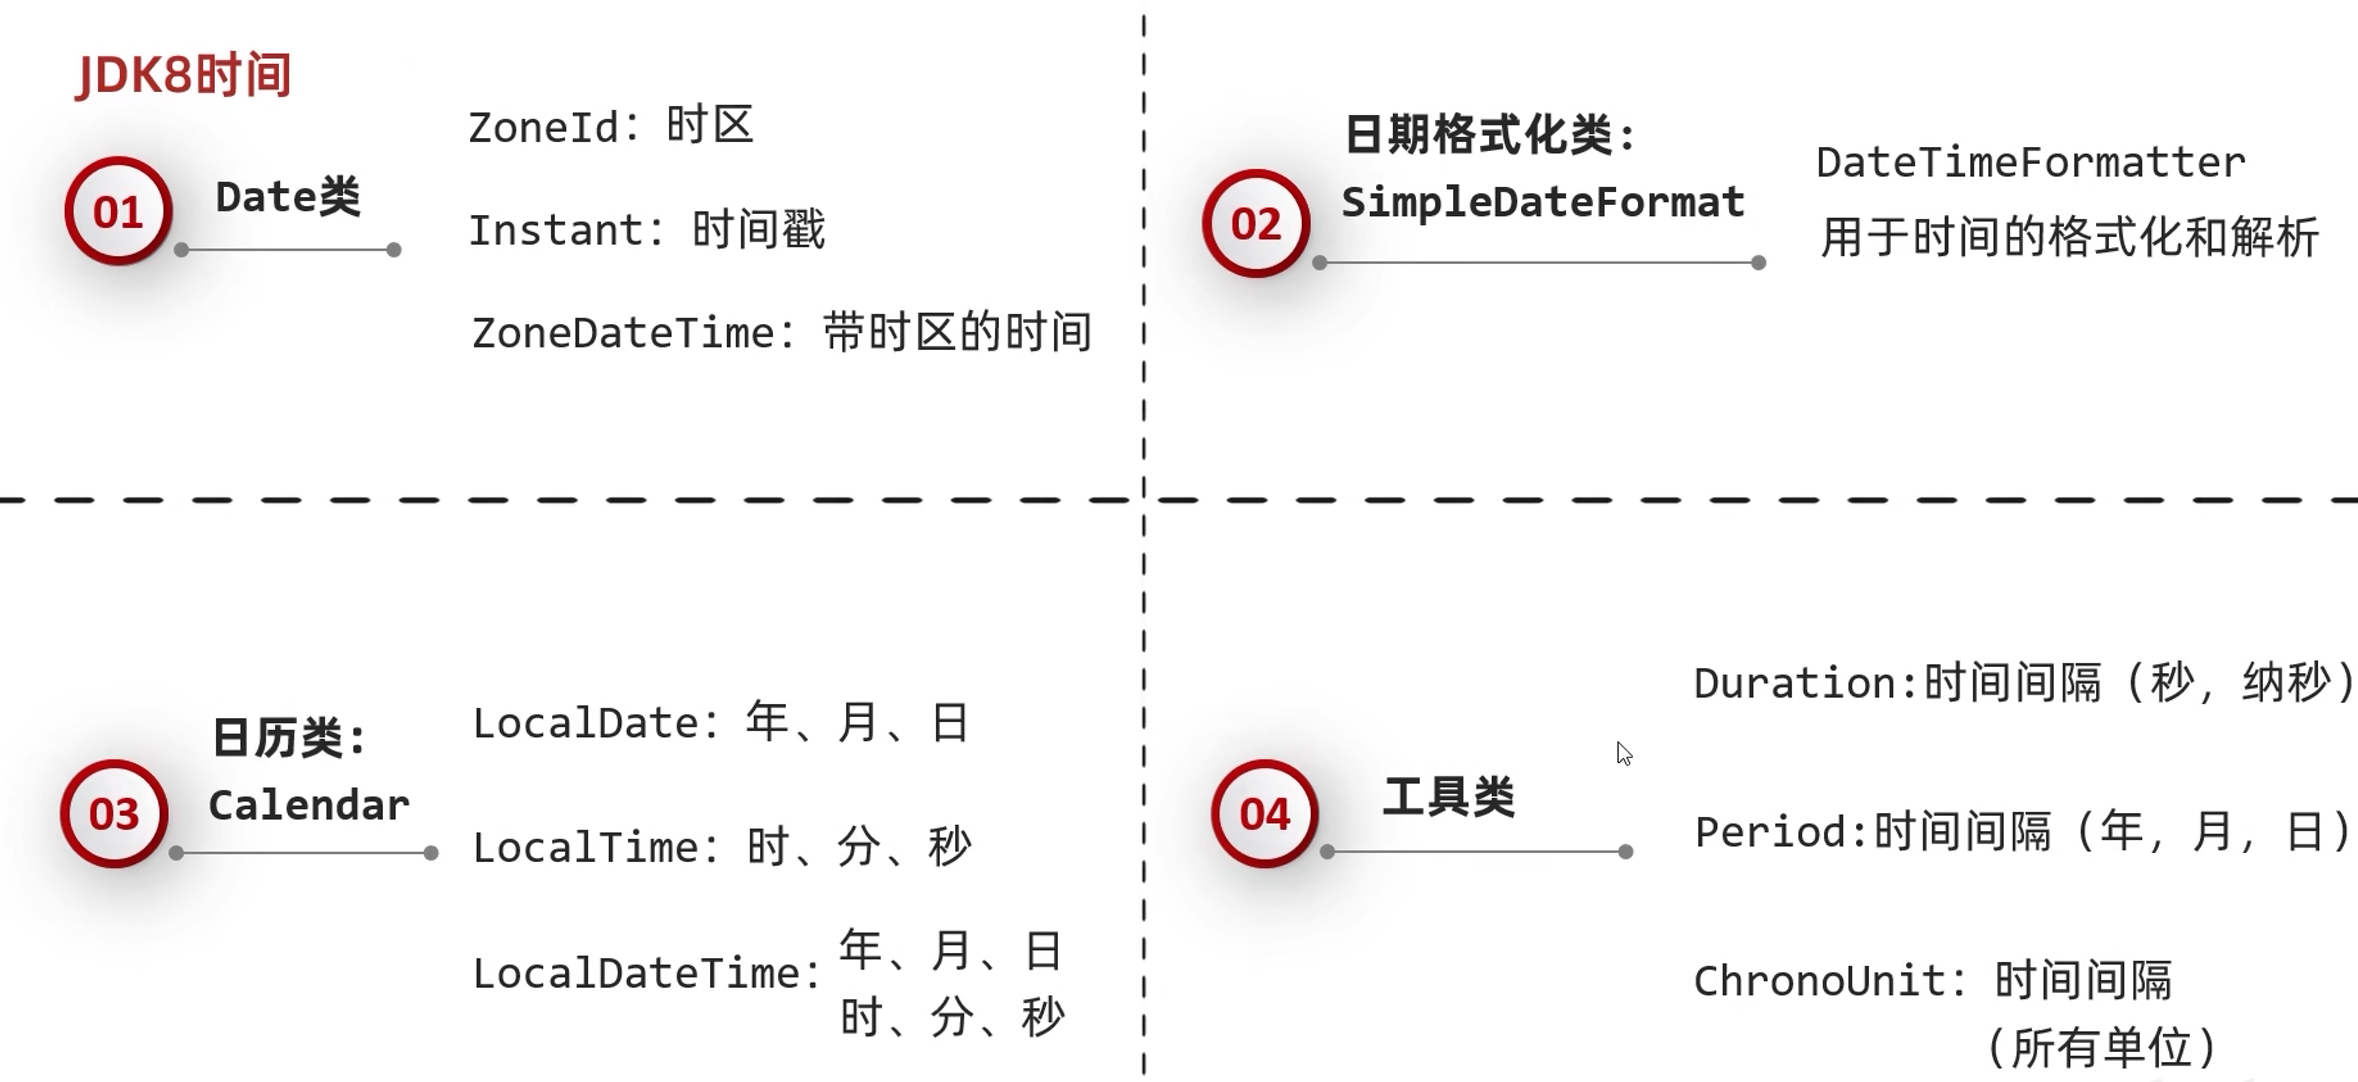 JDK8时间
01
Date类
ZoneId：时区
Instant：时间戳
ZoneDateTime：带时区的时间
02
日期格式化类：
SimpleDateFormat
DateTimeFormatter
用于时间的格式化和解析
03
日历类：
Calendar
LocalDate：年、月、日
LocalTime：时、分、秒
LocalDateTime：
年、月、日
时、分、秒
04
工具类
Duration:时间间隔（秒，纳秒）
Period:时间间隔（年，月，日）
ChronoUnit：时间间隔
（所有单位）